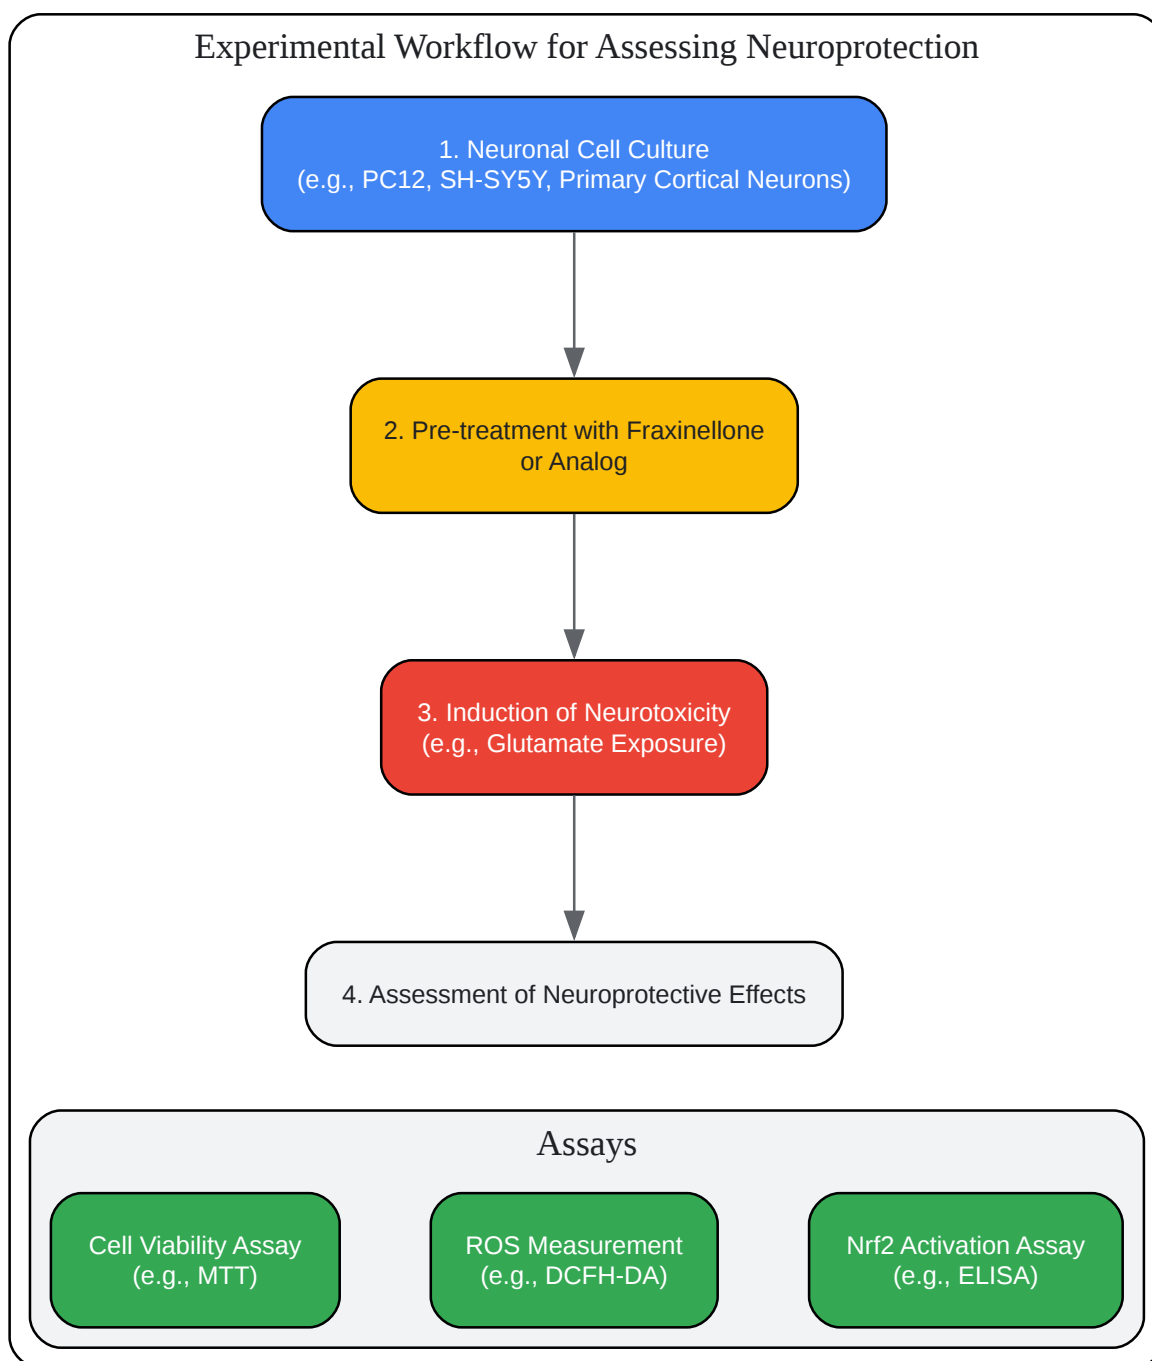 Experimental Workflow for Assessing Neuroprotection
1. Neuronal Cell Culture
(e.g., PC12, SH-SY5Y, Primary Cortical Neurons)
2. Pre-treatment with Fraxinellone
or Analog
3. Induction of Neurotoxicity
(e.g., Glutamate Exposure)
4. Assessment of Neuroprotective Effects
Assays
Cell Viability Assay
(e.g., MTT)
ROS Measurement
(e.g., DCFH-DA)
Nrf2 Activation Assay
(e.g., ELISA)